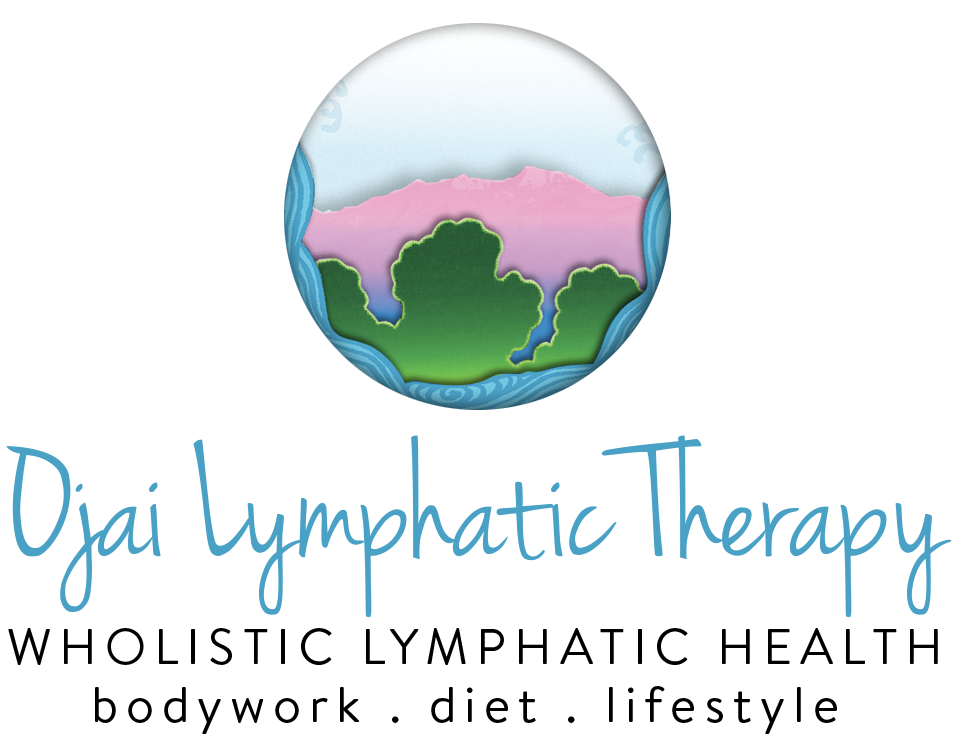 Ojai Lymphatic Therapy
WHOLISTIC LYMPHATIC HEALTH
bodywork . diet . lifestyle